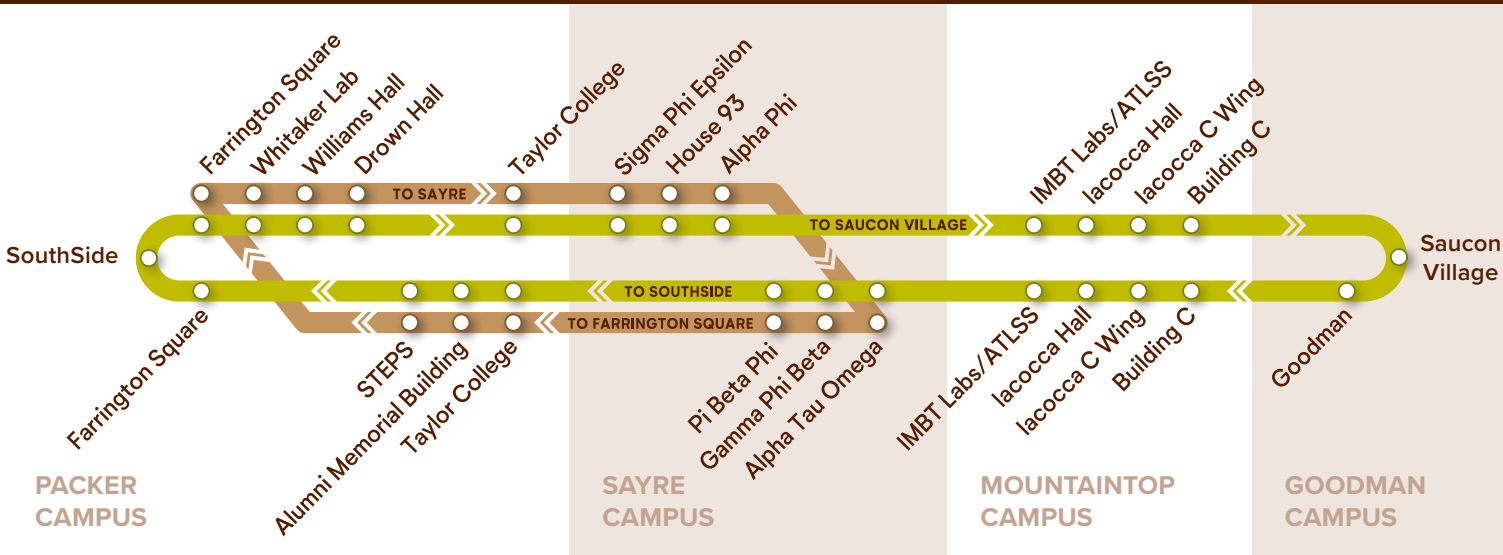 Farrington Square
Whitaker Lab
Williams Hall
Drown Hall
Taylor College
Sigma Phi Epsilon
House 93
Alpha Phi
IMBT Labs/ATLSS
Iacocca Hall
Iacocca C Wing
Building C
TO SAYRE
TO SAUCON VILLAGE
SouthSide
Saucon
Village
TO SOUTHSIDE
TO FARRINGTON SQUARE
Farrington Square
STEPS
Alumni Memorial Building
Taylor College
Pi Beta Phi
Gamma Phi Beta
Alpha Tau Omega
IMBT Labs/ATLSS
Iacocca Hall
Iacocca C Wing
Building C
Goodman
PACKER
CAMPUS
SAYRE
CAMPUS
MOUNTAINTOP
CAMPUS
GOODMAN
CAMPUS